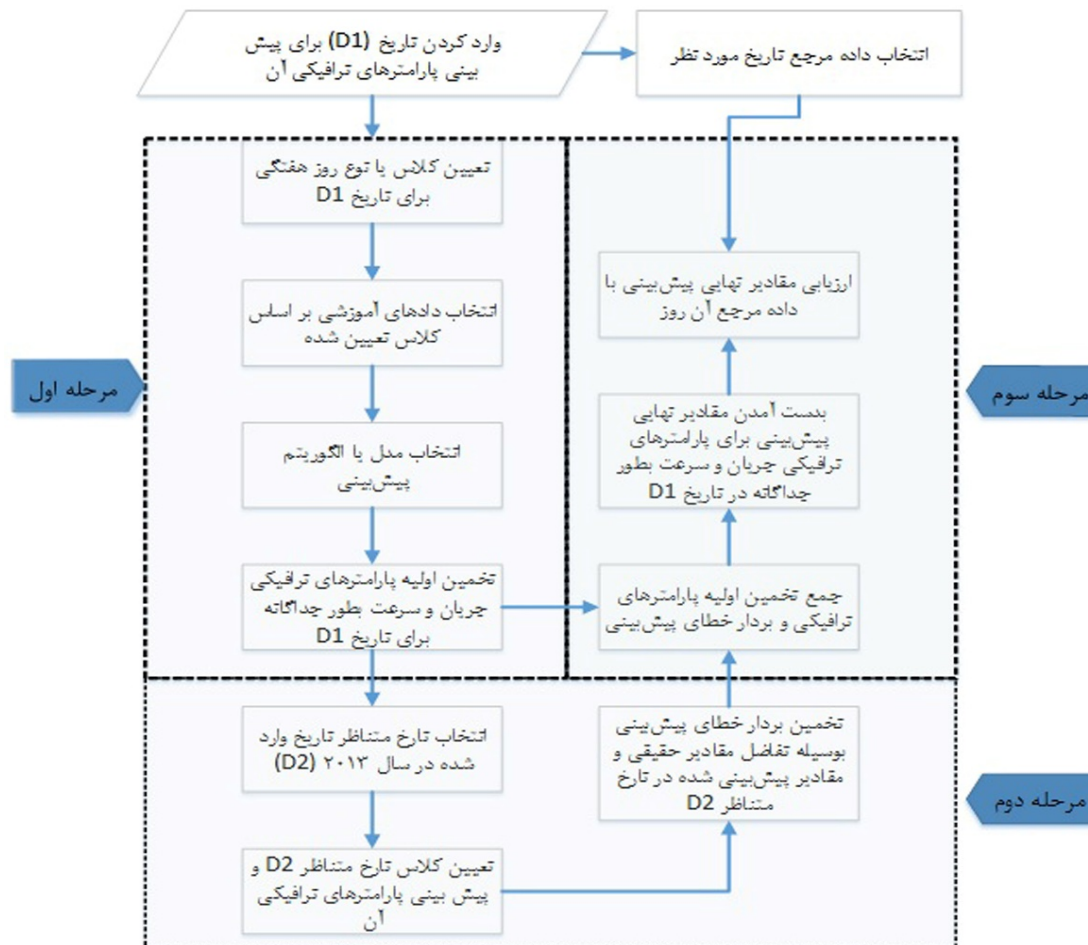 وارد کردن تاریخ (D1) برای پیش
بینی پارامترهای ترافیکی آن
انتخاب داده مرجع تاریخ مورد نظر
تعیین کلاس یا نوع روز هفتگی
برای تاریخ D1
انتخاب دادهای آموزشی بر اساس
کلاس تعیین شده
مرحله اول
انتخاب مدل یا الگوریتم
پیش‌بینی
تخمین اولیه پارامترهای ترافیکی
جریان و سرعت بطور جداگانه
برای تاریخ D1
انتخاب تارخ متناظر تاریخ وارد
شده در سال ۲۰۱۳ (D2)
تعیین کلاس تارخ متناظر D2 و
پیش بینی پارامترهای ترافیکی
آن
تخمین بردار خطای پیش‌بینی
بوسیله تفاضل مقادیر حقیقی و
مقادیر پیش‌بینی شده در تارخ
متناظر D2
مرحله دوم
جمع تخمین اولیه پارامترهای
ترافیکی و بردار خطای پیش‌بینی
بدست آمدن مقادیر نهایی
پیش‌بینی برای پارامترهای
ترافیکی جریان و سرعت بطور
جداگانه در تاریخ D1
مرحله سوم
ارزیابی مقادیر نهایی پیش‌بینی با
داده مرجع آن روز